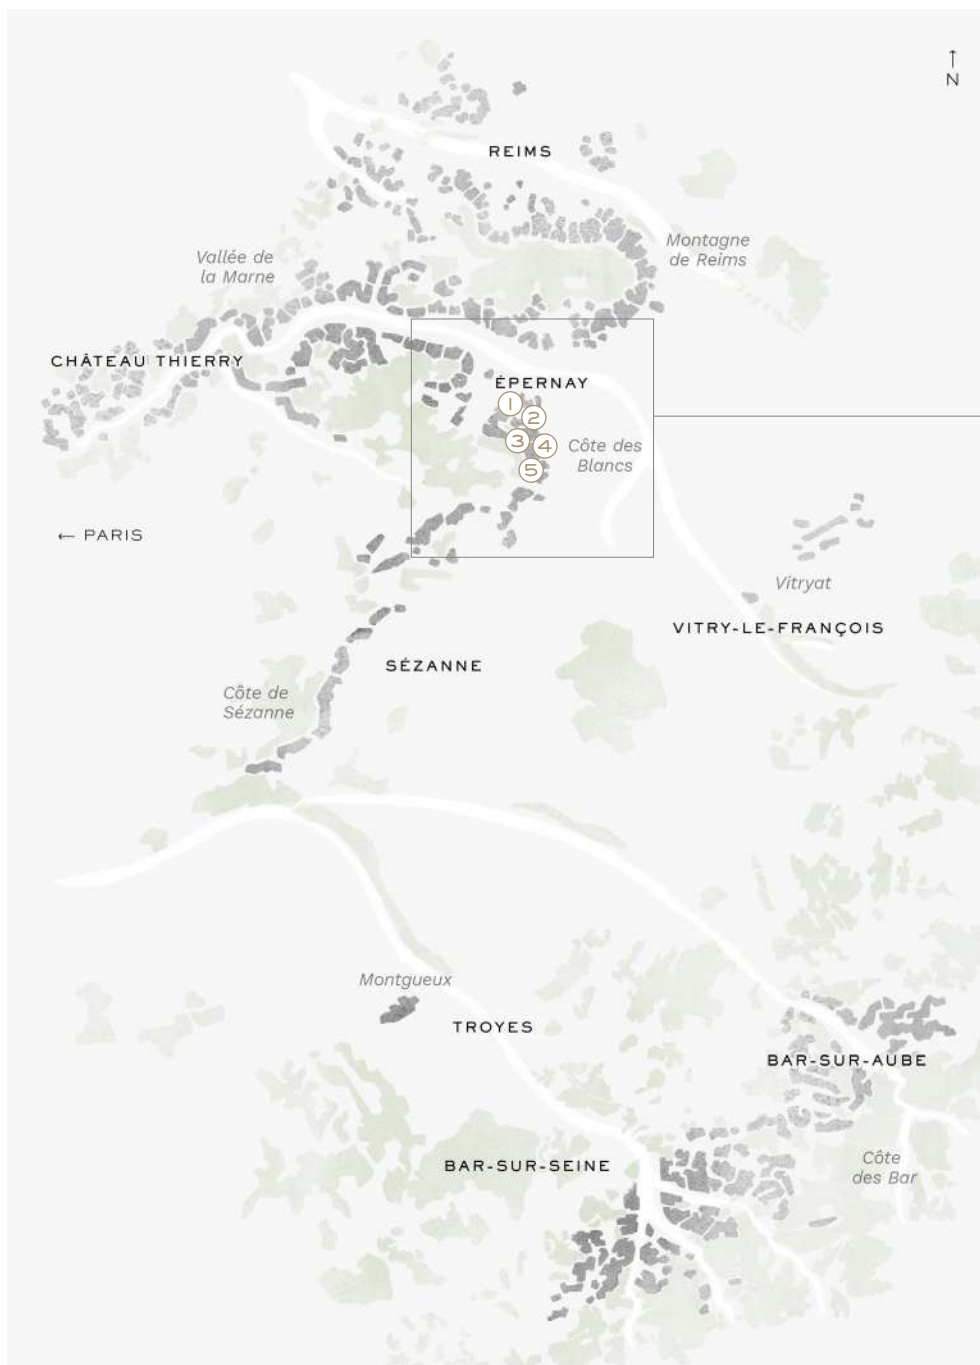 ↑
N
REIMS
Montagne
de Reims
Vallée de
la Marne
CHÂTEAU THIERRY
ÉPERNAY
1
2
3
4
5
Côte des
Blancs
← PARIS
Vitryat
VITRY-LE-FRANÇOIS
SÉZANNE
Côte de
Sézanne
Montgueux
TROYES
BAR-SUR-AUBE
BAR-SUR-SEINE
Côte
des Bar